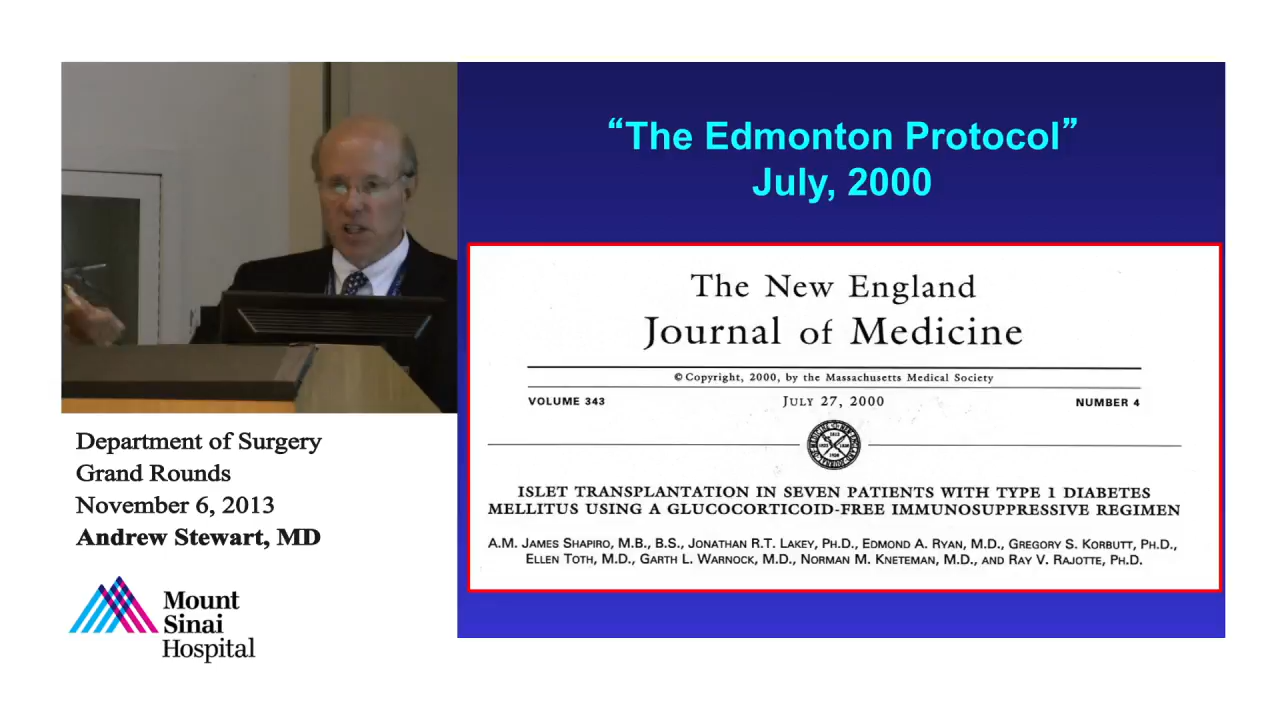 “The Edmonton Protocol”
July, 2000
The New England
Journal of Medicine
© Copyright, 2000, by the Massachusetts Medical Society
VOLUME 343
JULY 27, 2000
NUMBER 4
ISLET TRANSPLANTATION IN SEVEN PATIENTS WITH TYPE 1 DIABETES
MELLITUS USING A GLUCOCORTICOID-FREE IMMUNOSUPPRESSIVE REGIMEN
A.M. JAMES SHAPIRO, M.B., B.S., JONATHAN R.T. LAKEY, PH.D., EDMOND A. RYAN, M.D., GREGORY S. KORBUTT, PH.D.,
ELLEN TOTH, M.D., GARTH L. WARNOCK, M.D., NORMAN M. KNETEMAN, M.D., AND RAY V. RAJOTTE, PH.D.
Department of Surgery
Grand Rounds
November 6, 2013
Andrew Stewart, MD
Mount
Sinai
Hospital